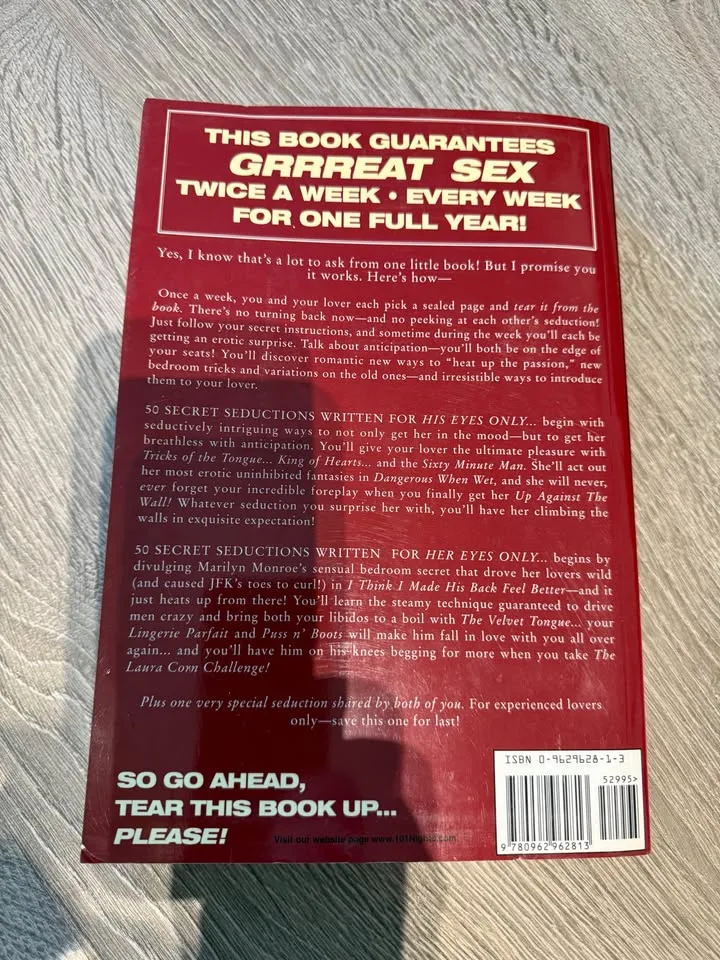 THIS BOOK GUARANTEES
GRRREAT SEX
TWICE A WEEK • EVERY WEEK
FOR ONE FULL YEAR!
Yes, I know that's a lot to ask from one little book! But I promise you
it works. Here's how—
Once a week, you and your lover each pick a sealed page and tear it from the
book. There's no turning back now—and no peeking at each other's seduction!
Just follow your secret instructions, and sometime during the week you'll each be
getting an erotic surprise. Talk about anticipation—you'll both be on the edge of
your seats! You'll discover romantic new ways to "heat up the passion," new
bedroom tricks and variations on the old ones—and irresistible ways to introduce
them to your lover.
50 SECRET SEDUCTIONS WRITTEN FOR HIS EYES ONLY... begin with
seductively intriguing ways to not only get her in the mood—but to get her
breathless with anticipation. You'll give your lover the ultimate pleasure with
Tricks of the Tongue... King of Hearts... and the Sixty Minute Man. She'll act out
her most erotic uninhibited fantasies in Dangerous When Wet, and she will never,
ever forget your incredible foreplay when you finally get her Up Against The
Wall! Whatever seduction you surprise her with, you'll have her climbing the
walls in exquisite expectation!
50 SECRET SEDUCTIONS WRITTEN FOR HER EYES ONLY... begins by
divulging Marilyn Monroe's sensual bedroom secret that drove her lovers wild
(and caused JFK's toes to curl!) in I Think I Made His Back Feel Better—and it
just heats up from there! You'll learn the steamy technique guaranteed to drive
men crazy and bring both your libidos to a boil with The Velvet Tongue... your
Lingerie Parfait and Puss n' Boots will make him fall in love with you all over
again... and you'll have him on his knees begging for more when you take The
Laura Corn Challenge!
Plus one very special seduction shared by both of you. For experienced lovers
only—save this one for last!
SO GO AHEAD,
TEAR THIS BOOK UP...
PLEASE!
Visit our website page www.101Nights.com
ISBN 0-9629628-1-3
52995>
9 780962 962813